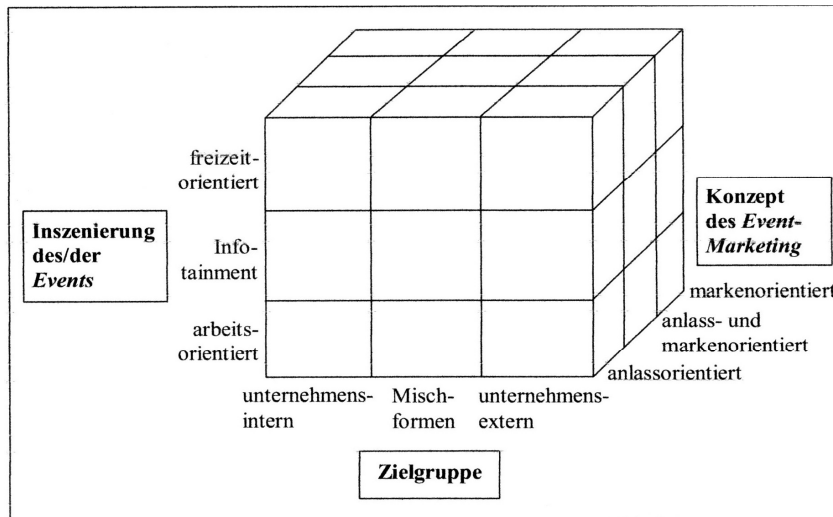 freizeit-
orientiert
Inszenierung
des/der
Events
Info-
tainment
arbeits-
orientiert
Konzept
des Event-
Marketing
markenorientiert
anlass- und
markenorientiert
anlassorientiert
unternehmens-
intern
Misch-
formen
unternehmens-
extern
Zielgruppe